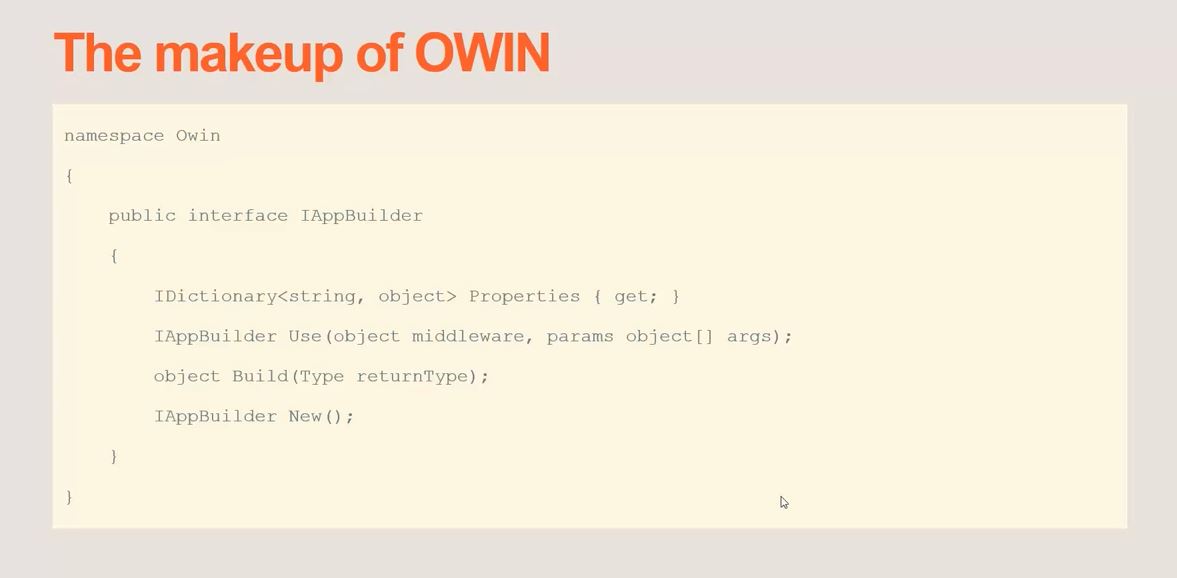 The makeup of OWIN
namespace Owin
{
    public interface IAppBuilder
    {
        IDictionary<string, object> Properties { get; }
        IAppBuilder Use(object middleware, params object[] args);
        object Build(Type returnType);
        IAppBuilder New();
    }
}